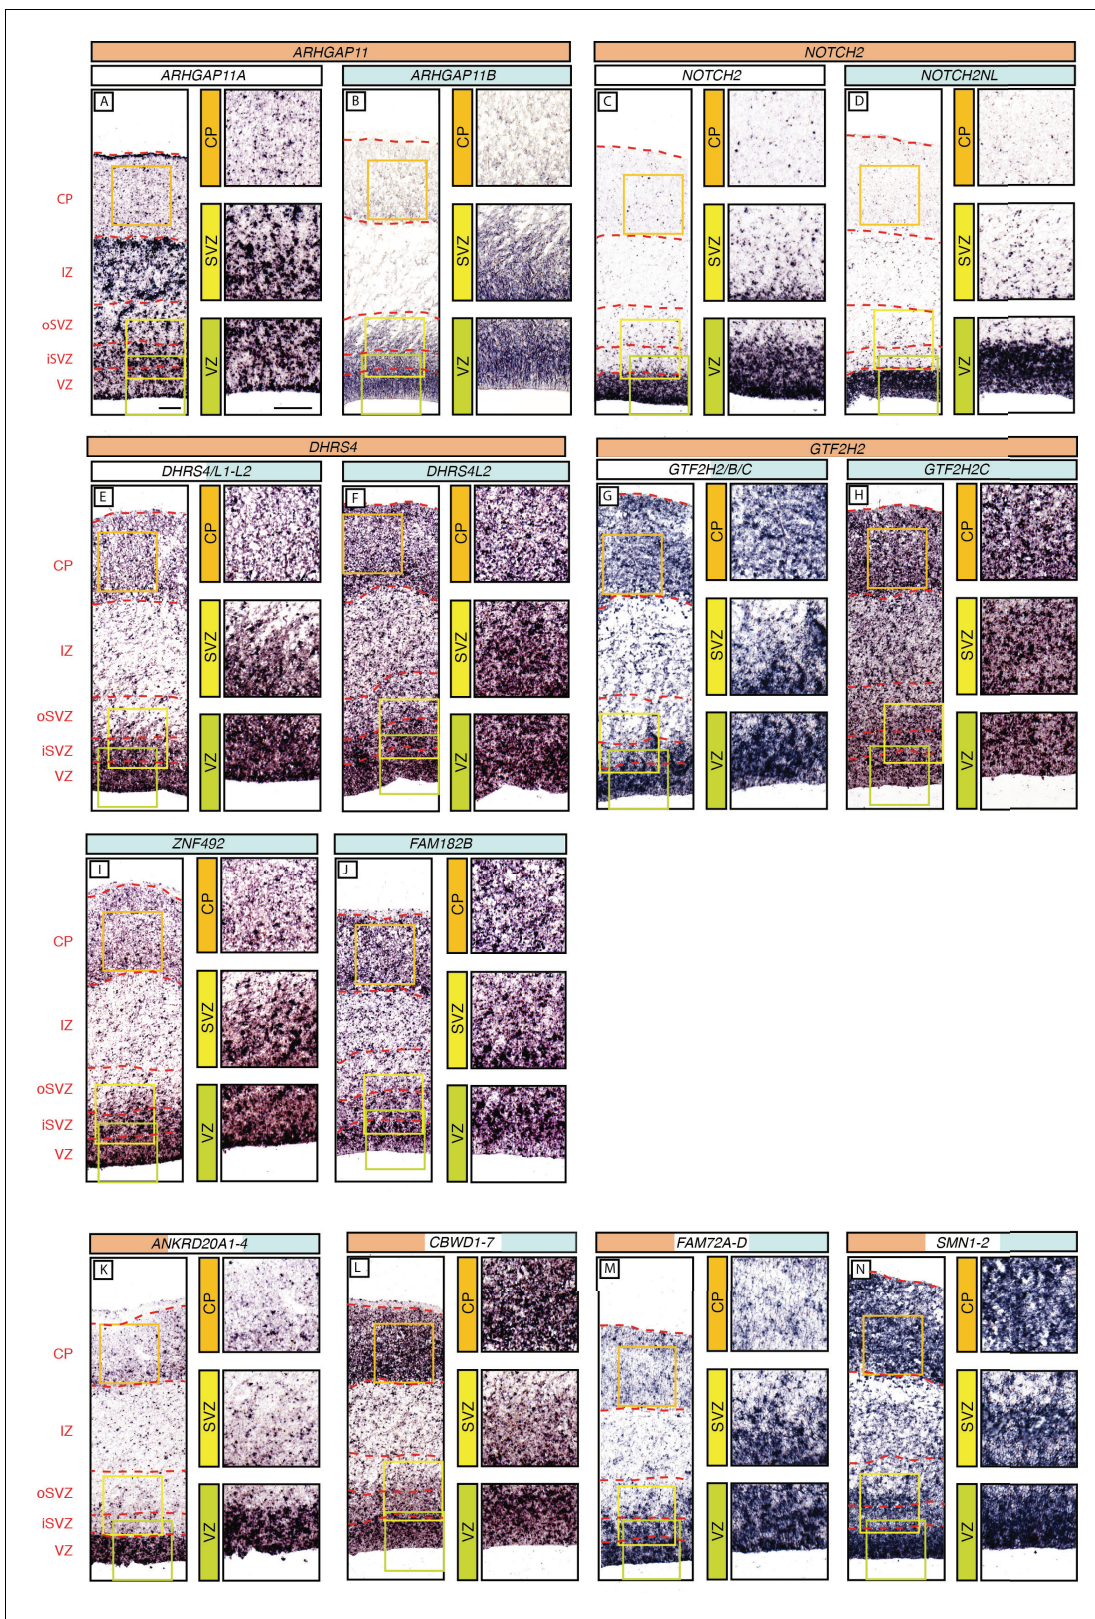 ARHGAP11 NOTCH2
ARHGAP11A ARHGAP11B NOTCH2 NOTCH2NL
A CP B CP C CP D CP
CP
SVZ SVZ SVZ SVZ
IZ
oSVZ
VZ VZ VZ VZ
iSVZ
VZ
DHRS4 GTF2H2
DHRS4/L1-L2 DHRS4L2 GTF2H2/B/C GTF2H2C
E CP F CP G CP H CP
CP
SVZ SVZ SVZ SVZ
IZ
oSVZ
iSVZ VZ VZ VZ VZ
VZ
ZNF492 FAM182B
I CP J CP
CP
SVZ SVZ
IZ
oSVZ
iSVZ VZ VZ
VZ
ANKRD20A1-4 CBWD1-7 FAM72A-D SMN1-2
K CP L CP M CP N CP
CP
SVZ SVZ SVZ SVZ
IZ
oSVZ
iSVZ VZ VZ VZ VZ
VZ